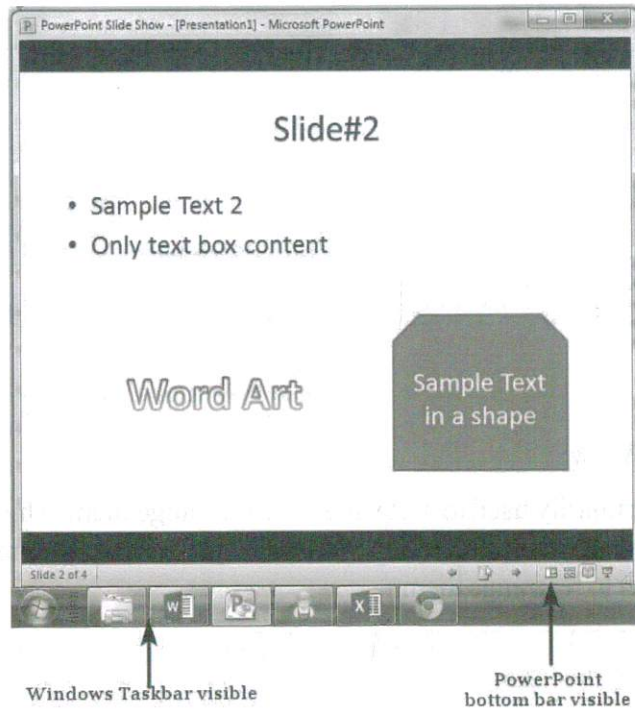 PowerPoint Slide Show - [Presentation1] - Microsoft PowerPoint
Slide#2
• Sample Text 2
• Only text box content
Word Art
Sample Text
in a shape
Slide 2 of 4
Windows Taskbar visible
PowerPoint
bottom bar visible